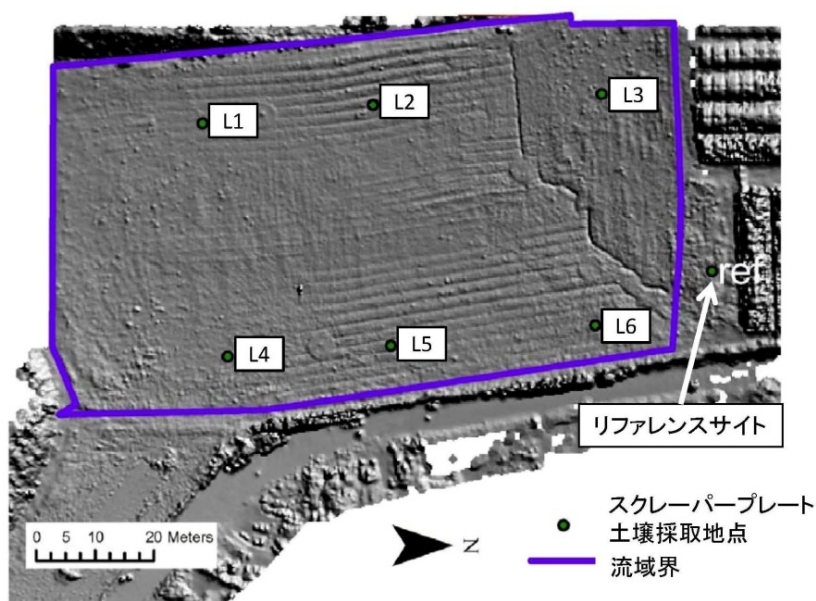 L1
L2
L3
ref.
L4
L5
L6
リファレンスサイト
0 5 10 20 Meters
N
スクレーパープレート
土壌採取地点
流域界